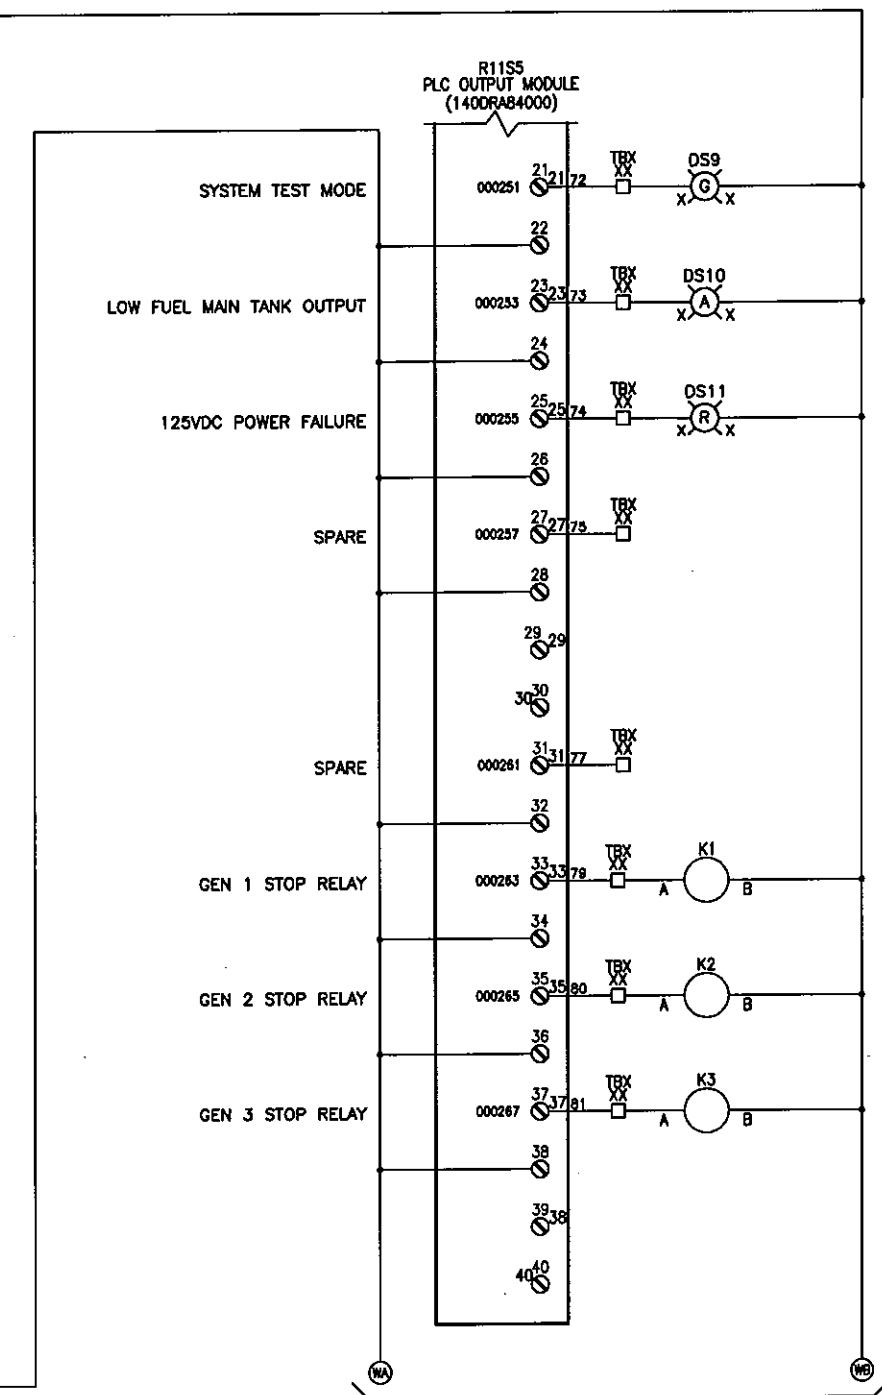 R11S5
PLC OUTPUT MODULE
(140DRA84000)
TBX
XX
DS9
SYSTEM TEST MODE
000251
21
21
72
G
X X
22
TBX
XX
DS10
LOW FUEL MAIN TANK OUTPUT
000253
23
23
73
A
X X
24
TBX
XX
DS11
125VDC POWER FAILURE
000255
25
25
74
R
X X
26
TBX
XX
SPARE
000257
27
27
75
28
29
29
30
30
TBX
XX
SPARE
000261
31
31
77
32
TBX
XX
K1
GEN 1 STOP RELAY
000263
33
33
79
A
B
34
TBX
XX
K2
GEN 2 STOP RELAY
000265
35
35
80
A
B
36
TBX
XX
K3
GEN 3 STOP RELAY
000267
37
37
81
A
B
38
39
38
40
40
WA
WB